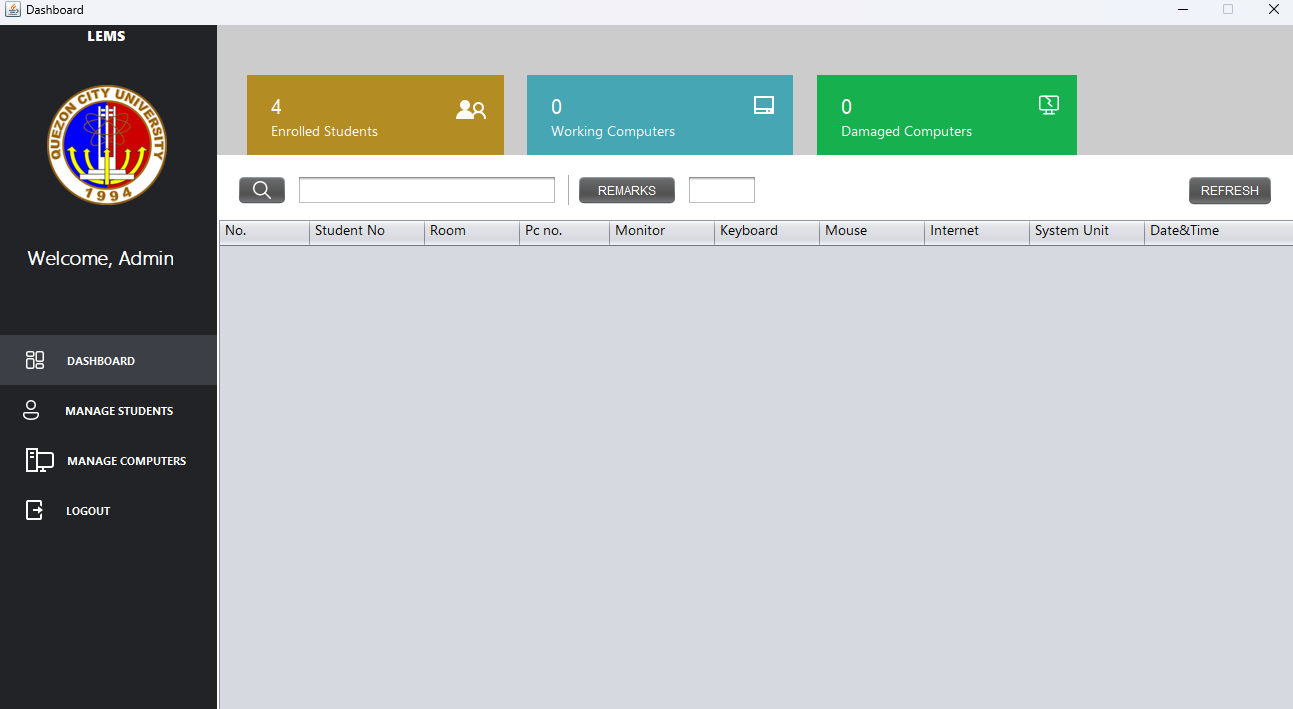 Dashboard
LEMS
QUEZON CITY UNIVERSITY
1994
Welcome, Admin
DASHBOARD
MANAGE STUDENTS
MANAGE COMPUTERS
LOGOUT
4
Enrolled Students
0
Working Computers
0
Damaged Computers
REMARKS
REFRESH
No. Student No Room Pc no. Monitor Keyboard Mouse Internet System Unit Date&Time